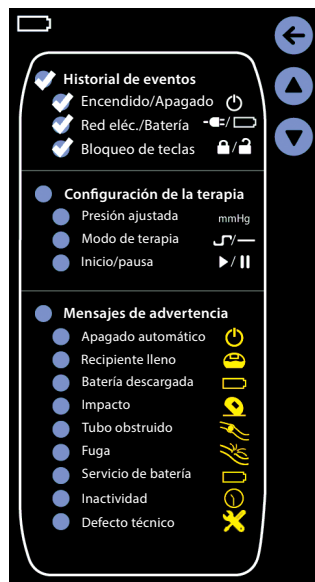 Historial de eventos
Encendido/Apagado
Red eléc./Batería
Bloqueo de teclas
Configuración de la terapia
Presión ajustada mmHg
Modo de terapia
Inicio/pausa
Mensajes de advertencia
Apagado automático
Recipiente lleno
Batería descargada
Impacto
Tubo obstruido
Fuga
Servicio de batería
Inactividad
Defecto técnico